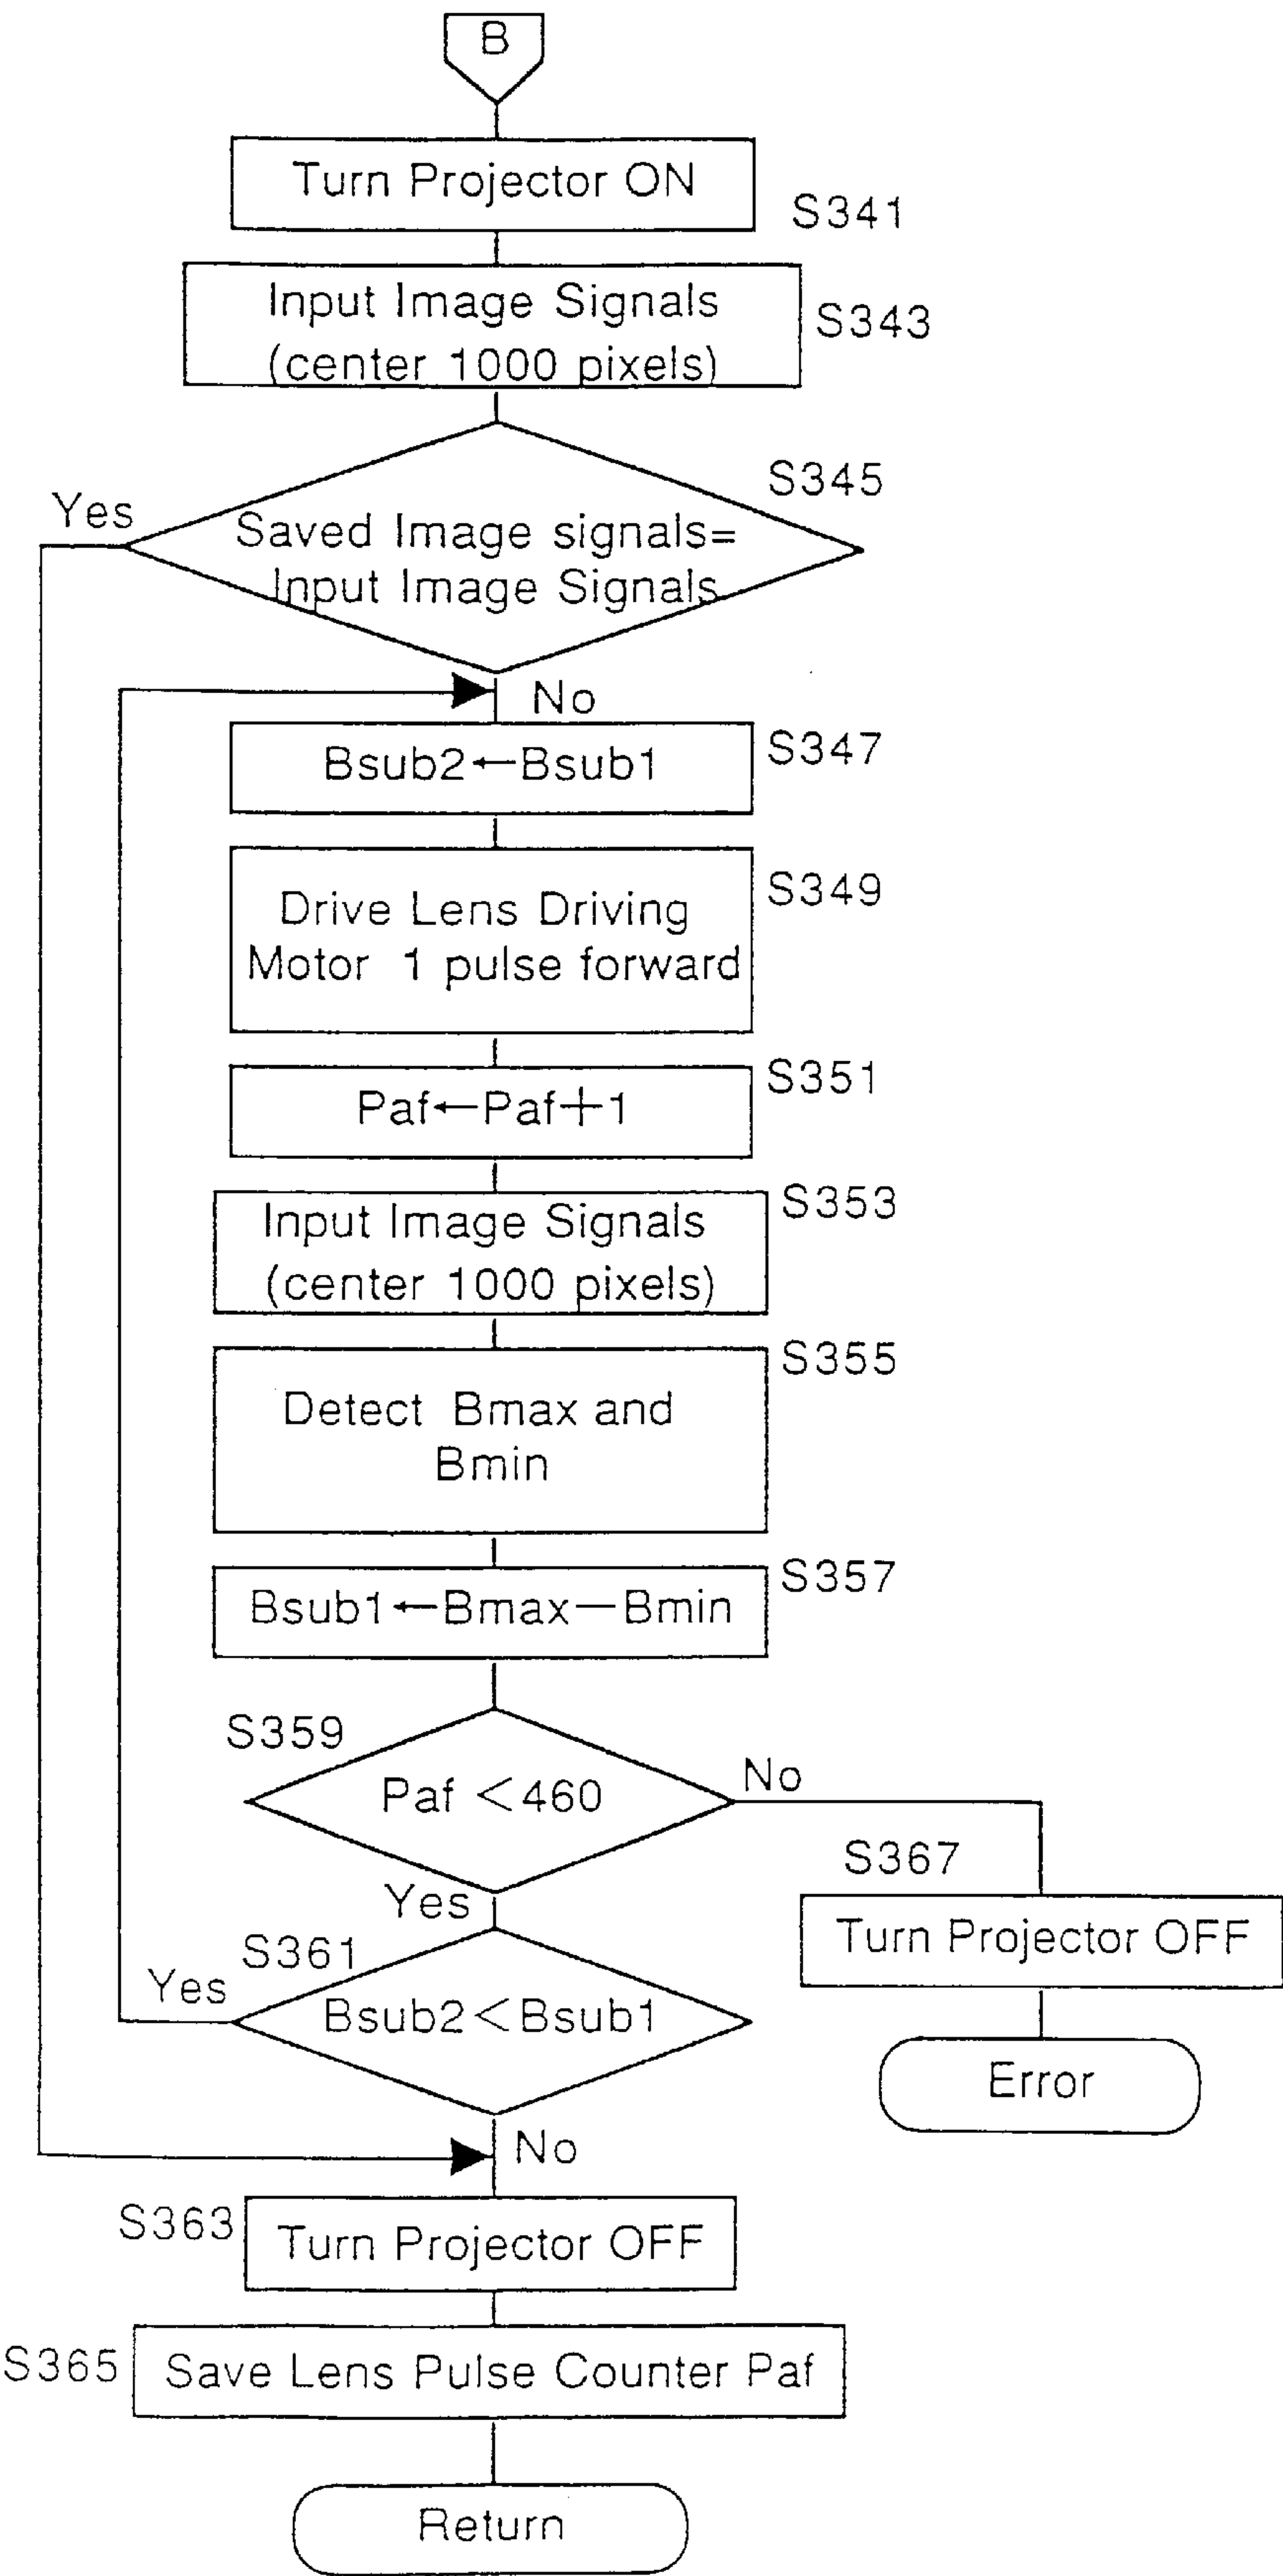 B
Turn Projector ON
S341
Input Image Signals
(center 1000 pixels)
S343
S345
Yes
Saved Image signals=
Input Image Signals
No
Bsub2←Bsub1
S347
Drive Lens Driving
Motor 1 pulse forward
S349
Paf←Paf+1
S351
Input Image Signals
(center 1000 pixels)
S353
Detect Bmax and
Bmin
S355
Bsub1←Bmax−Bmin
S357
S359
Paf <460
No
Yes
S367
Turn Projector OFF
Error
S361
Yes
Bsub2<Bsub1
No
S363
Turn Projector OFF
S365
Save Lens Pulse Counter Paf
Return